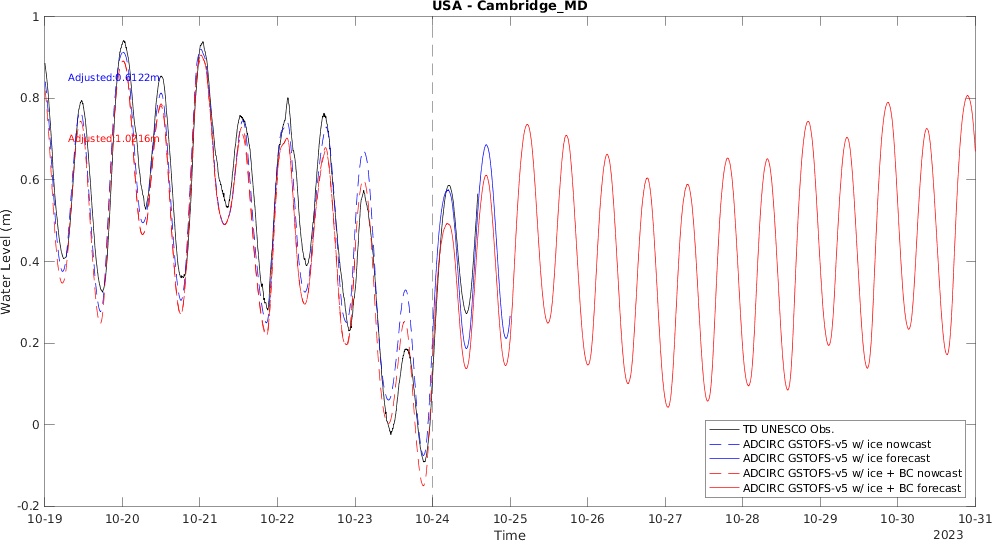 USA - Cambridge_MD
1
0.8
0.6
0.4
0.2
0
-0.2
Water Level (m)
Adjusted:0.6122m
Adjusted:1.0216m
TD UNESCO Obs.
ADCIRC GSTOFS-v5 w/ ice nowcast
ADCIRC GSTOFS-v5 w/ ice forecast
ADCIRC GSTOFS-v5 w/ ice + BC nowcast
ADCIRC GSTOFS-v5 w/ ice + BC forecast
10-19 10-20 10-21 10-22 10-23 10-24 10-25 10-26 10-27 10-28 10-29 10-30 10-31
Time
2023